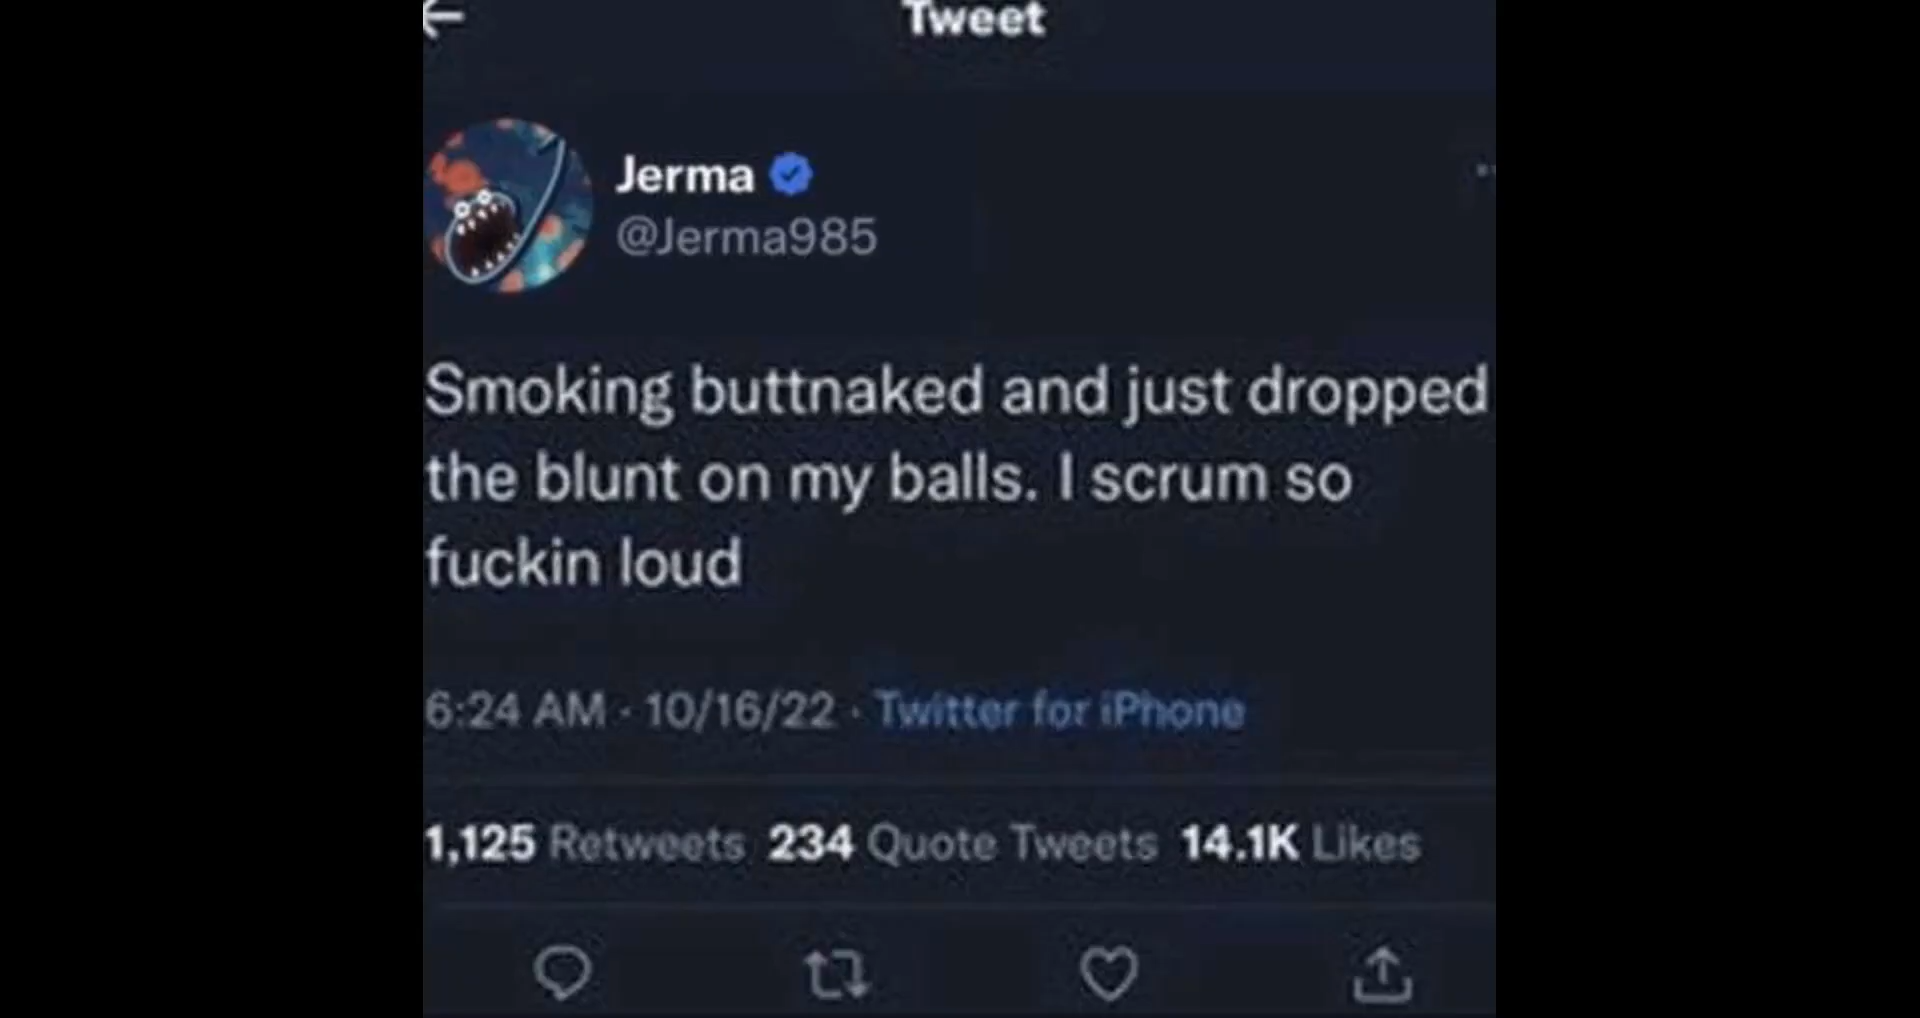 Tweet
Jerma
@Jerma985
Smoking buttnaked and just dropped
the blunt on my balls. I scrum so
fuckin loud
6:24 AM · 10/16/22 · Twitter for iPhone
1,125 Retweets 234 Quote Tweets 14.1K Likes